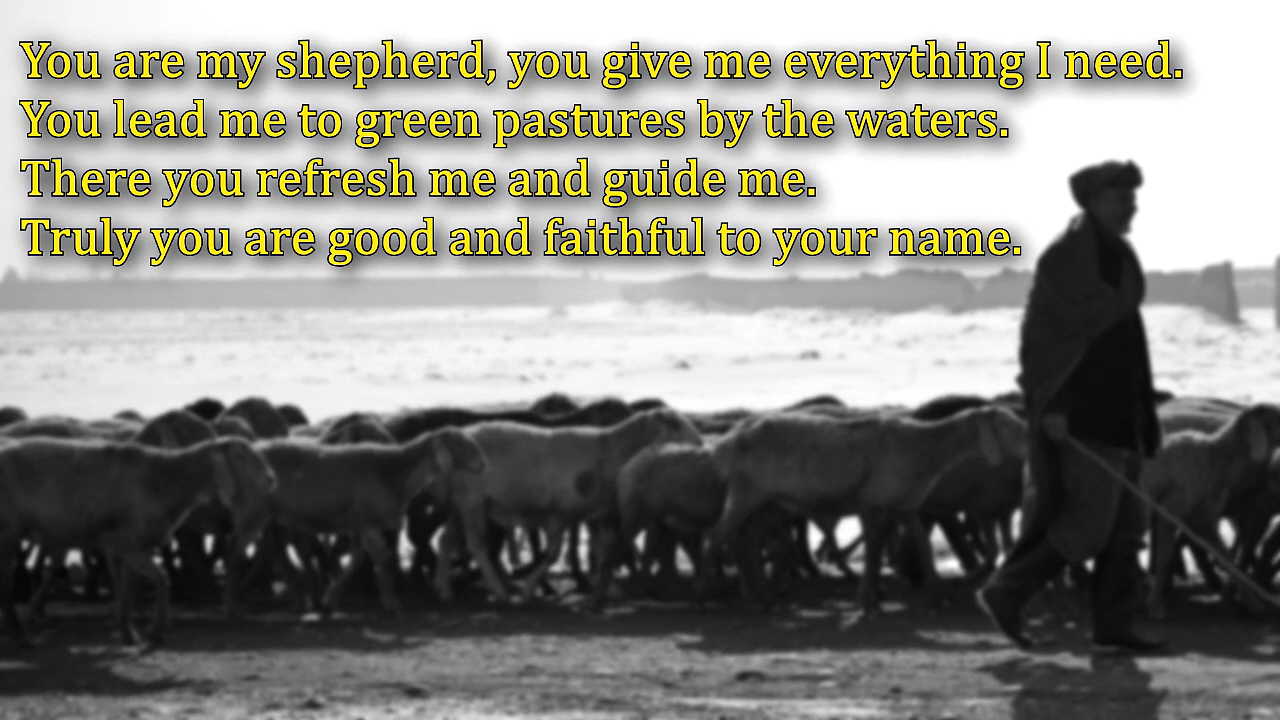 You are my shepherd, you give me everything I need.
You lead me to green pastures by the waters.
There you refresh me and guide me.
Truly you are good and faithful to your name.